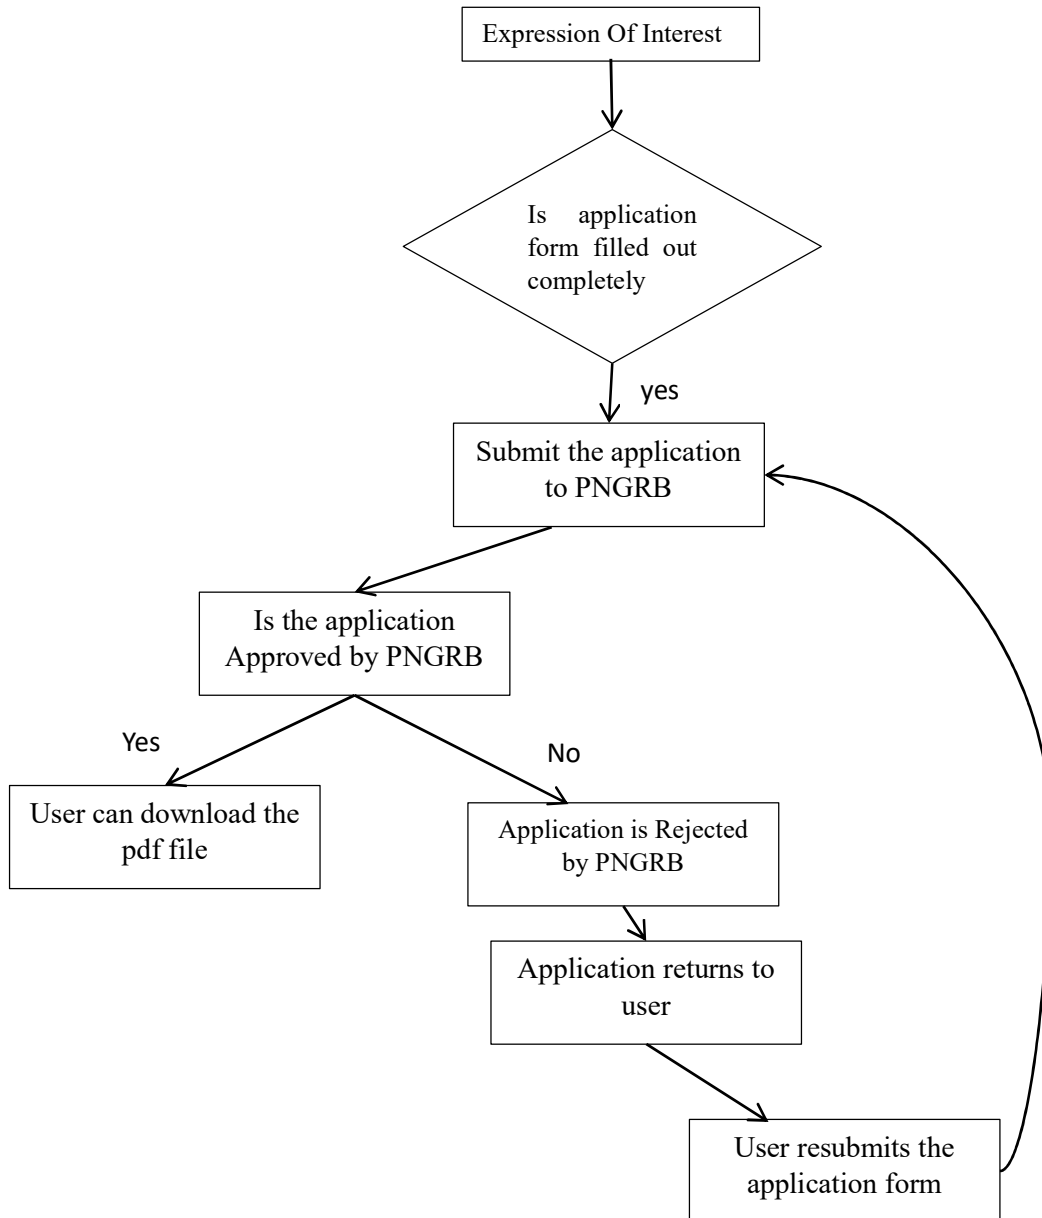 Expression Of Interest
Is application
form filled out
completely
yes
Submit the application
to PNGRB
Is the application
Approved by PNGRB
Yes
No
User can download the
pdf file
Application is Rejected
by PNGRB
Application returns to
user
User resubmits the
application form